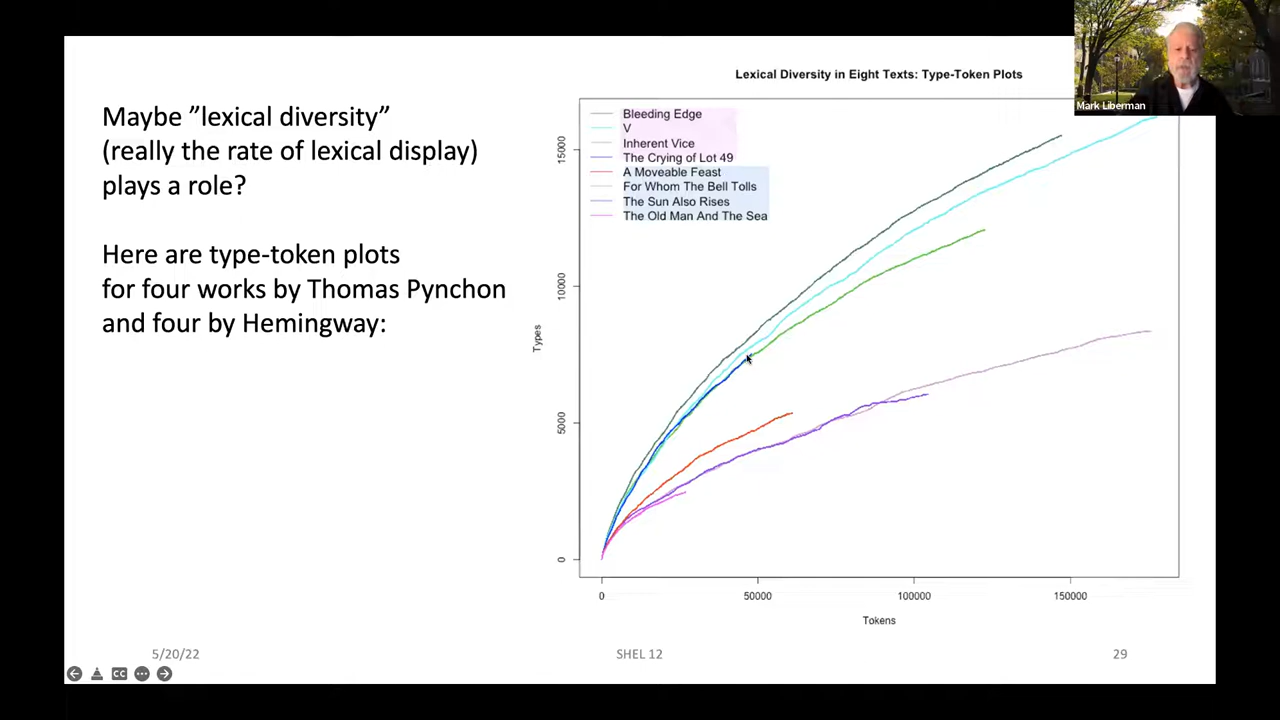 Maybe ”lexical diversity”
(really the rate of lexical display)
plays a role?
Here are type-token plots
for four works by Thomas Pynchon
and four by Hemingway:
Lexical Diversity in Eight Texts: Type-Token Plots
Mark Liberman
Bleeding Edge
V
Inherent Vice
The Crying of Lot 49
A Moveable Feast
For Whom The Bell Tolls
The Sun Also Rises
The Old Man And The Sea
Types
15000
10000
5000
0
0 50000 100000 150000
Tokens
5/20/22 SHEL 12 29
CC